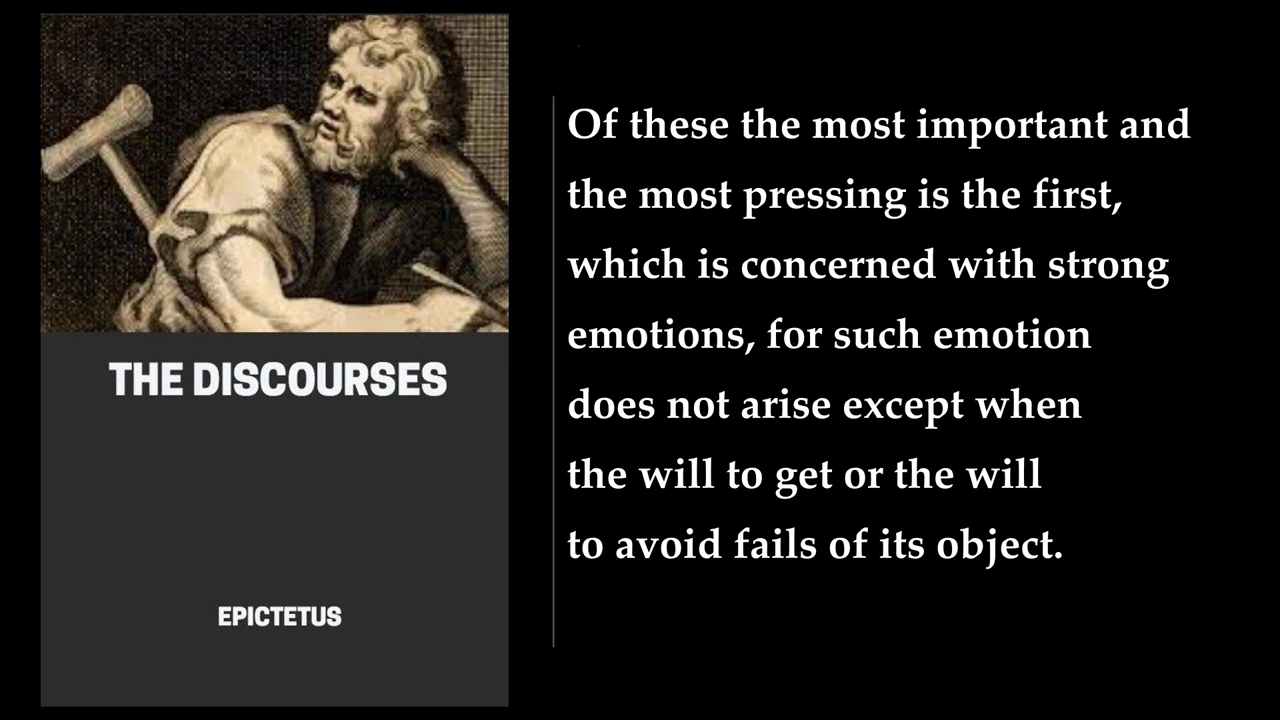 THE DISCOURSES
EPICTETUS
Of these the most important and
the most pressing is the first,
which is concerned with strong
emotions, for such emotion
does not arise except when
the will to get or the will
to avoid fails of its object.